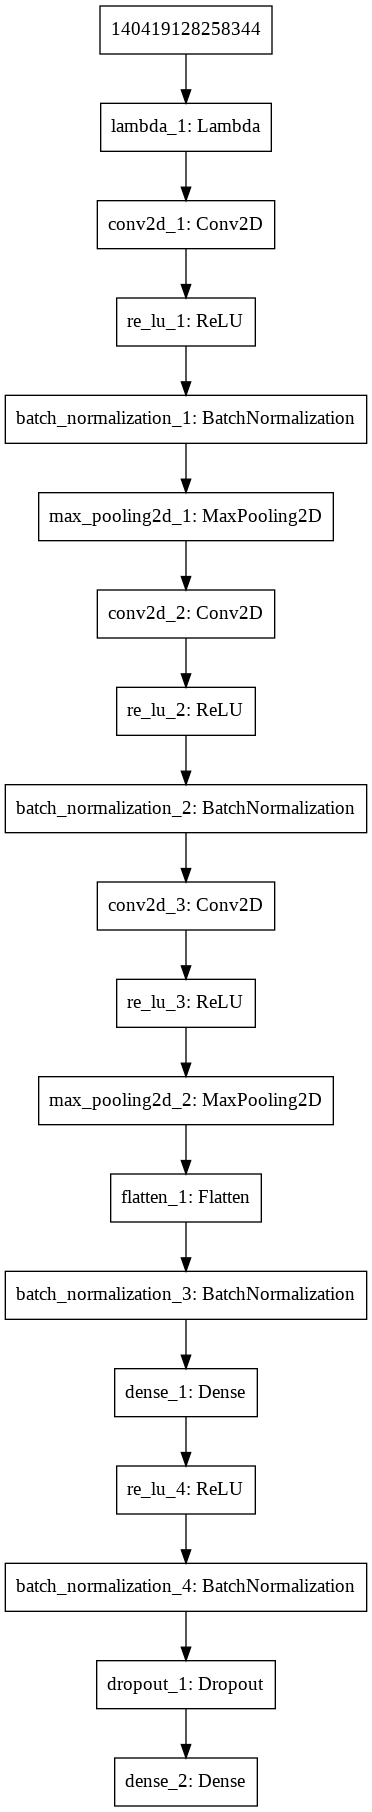 140419128258344
lambda_1: Lambda
conv2d_1: Conv2D
re_lu_1: ReLU
batch_normalization_1: BatchNormalization
max_pooling2d_1: MaxPooling2D
conv2d_2: Conv2D
re_lu_2: ReLU
batch_normalization_2: BatchNormalization
conv2d_3: Conv2D
re_lu_3: ReLU
max_pooling2d_2: MaxPooling2D
flatten_1: Flatten
batch_normalization_3: BatchNormalization
dense_1: Dense
re_lu_4: ReLU
batch_normalization_4: BatchNormalization
dropout_1: Dropout
dense_2: Dense